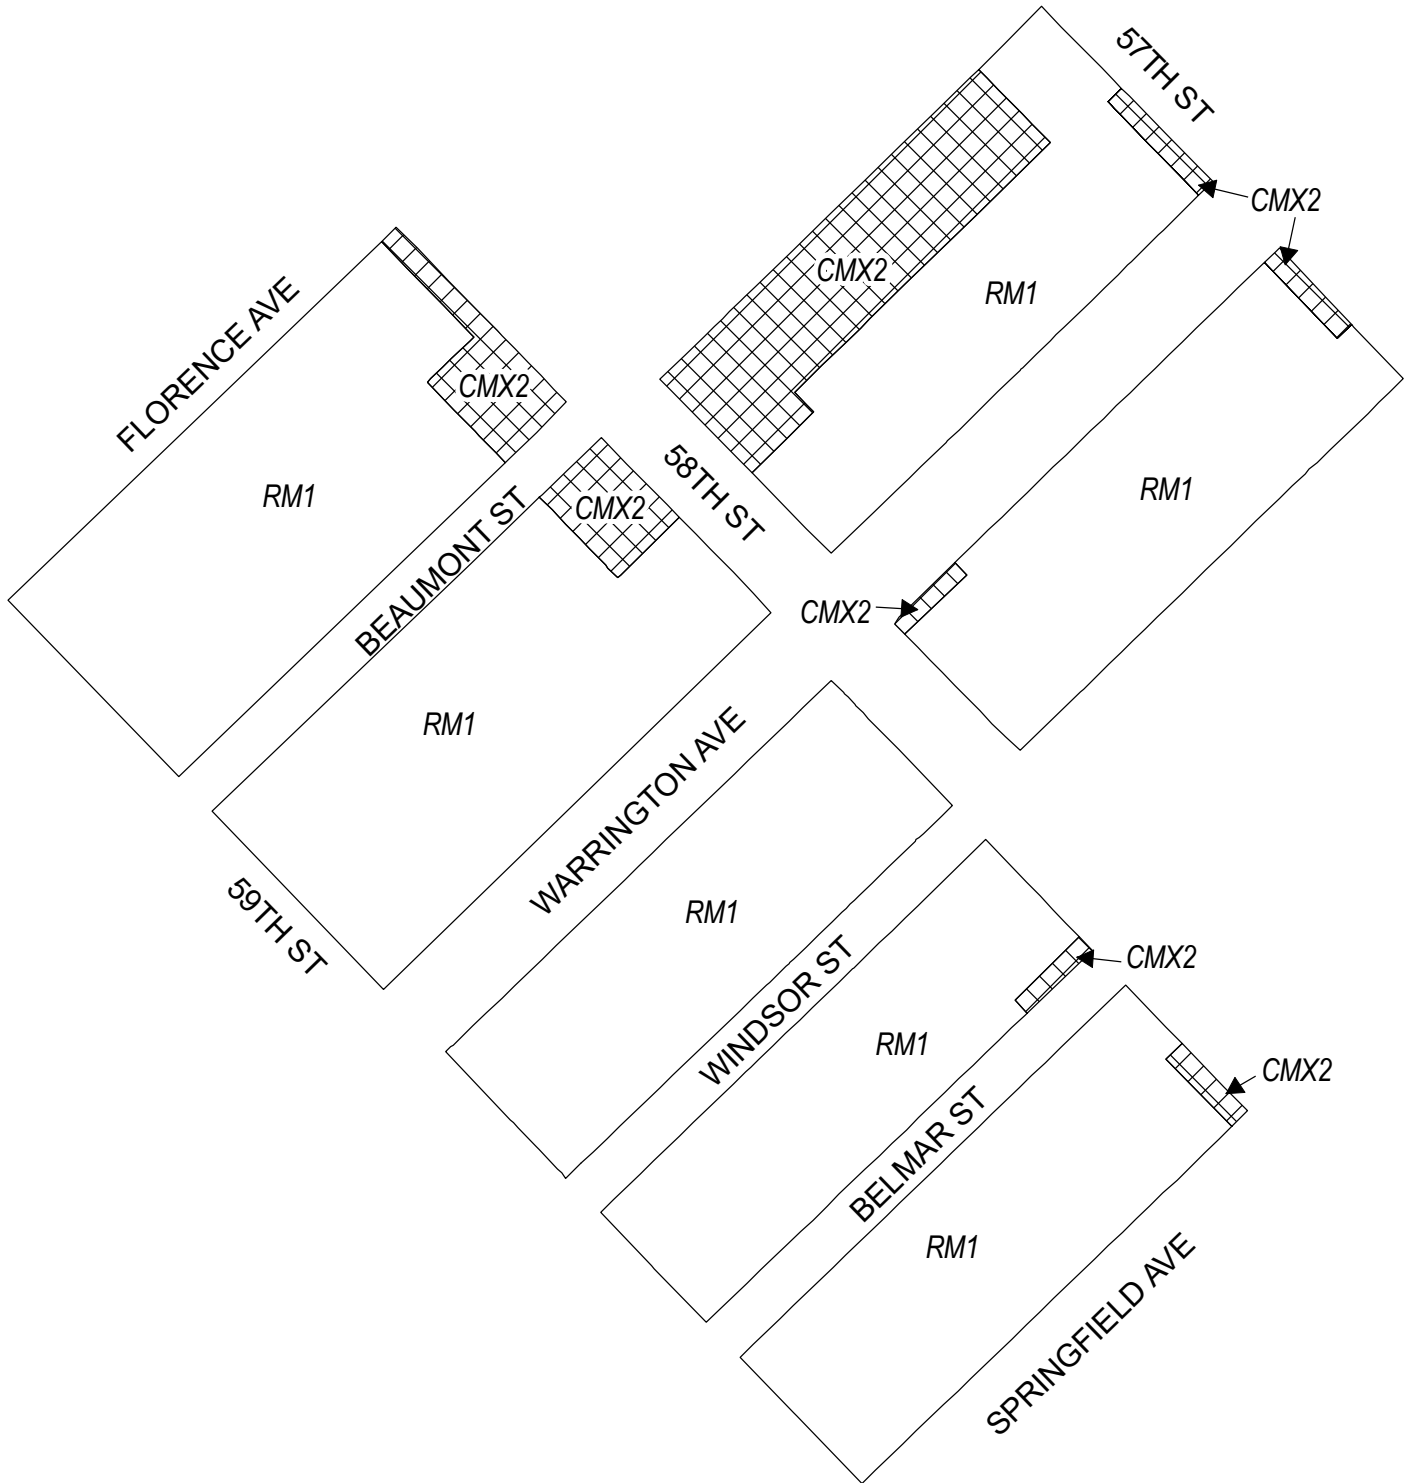 57TH ST
CMX2
CMX2
RM1
FLORENCE AVE
CMX2
58TH ST
RM1
RM1
CMX2
BEAUMONT ST
CMX2
RM1
WARRINGTON AVE
59TH ST
RM1
CMX2
WINDSOR ST
RM1
CMX2
BELMAR ST
RM1
SPRINGFIELD AVE